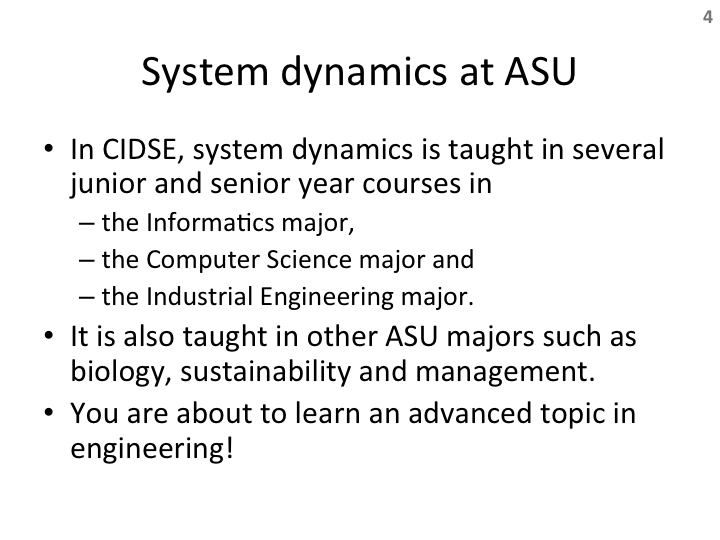 4
System dynamics at ASU
• In CIDSE, system dynamics is taught in several
junior and senior year courses in
– the Informatics major,
– the Computer Science major and
– the Industrial Engineering major.
• It is also taught in other ASU majors such as
biology, sustainability and management.
• You are about to learn an advanced topic in
engineering!